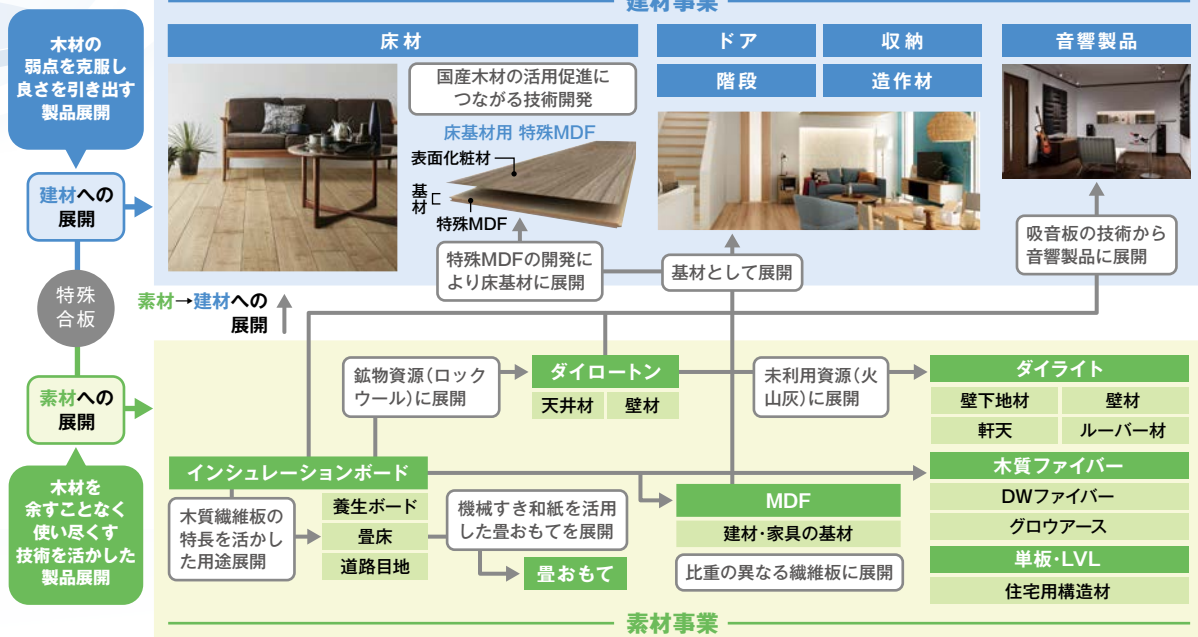 建材事業
木材の
弱点を克服し
良さを引き出す
製品展開
建材への
展開
特殊
合板
素材への
展開
木材を
余すことなく
使い尽くす
技術を活かした
製品展開
床材
国産木材の活用促進に
つながる技術開発
床基材用 特殊MDF
表面化粧材
基材
特殊MDF
特殊MDFの開発に
より床基材に展開
ドア
収納
階段
造作材
基材として展開
音響製品
吸音板の技術から
音響製品に展開
素材→建材への
展開
鉱物資源(ロック
ウール)に展開
ダイロートン
天井材
壁材
未利用資源(火
山灰)に展開
ダイライト
壁下地材
壁材
軒天
ルーバー材
インシュレーションボード
木質繊維板の
特長を活かし
た用途展開
養生ボード
畳床
道路目地
機械すき和紙を活用
した畳おもてを展開
畳おもて
MDF
建材・家具の基材
比重の異なる繊維板に展開
木質ファイバー
DWファイバー
グロウアース
単板・LVL
住宅用構造材
素材事業